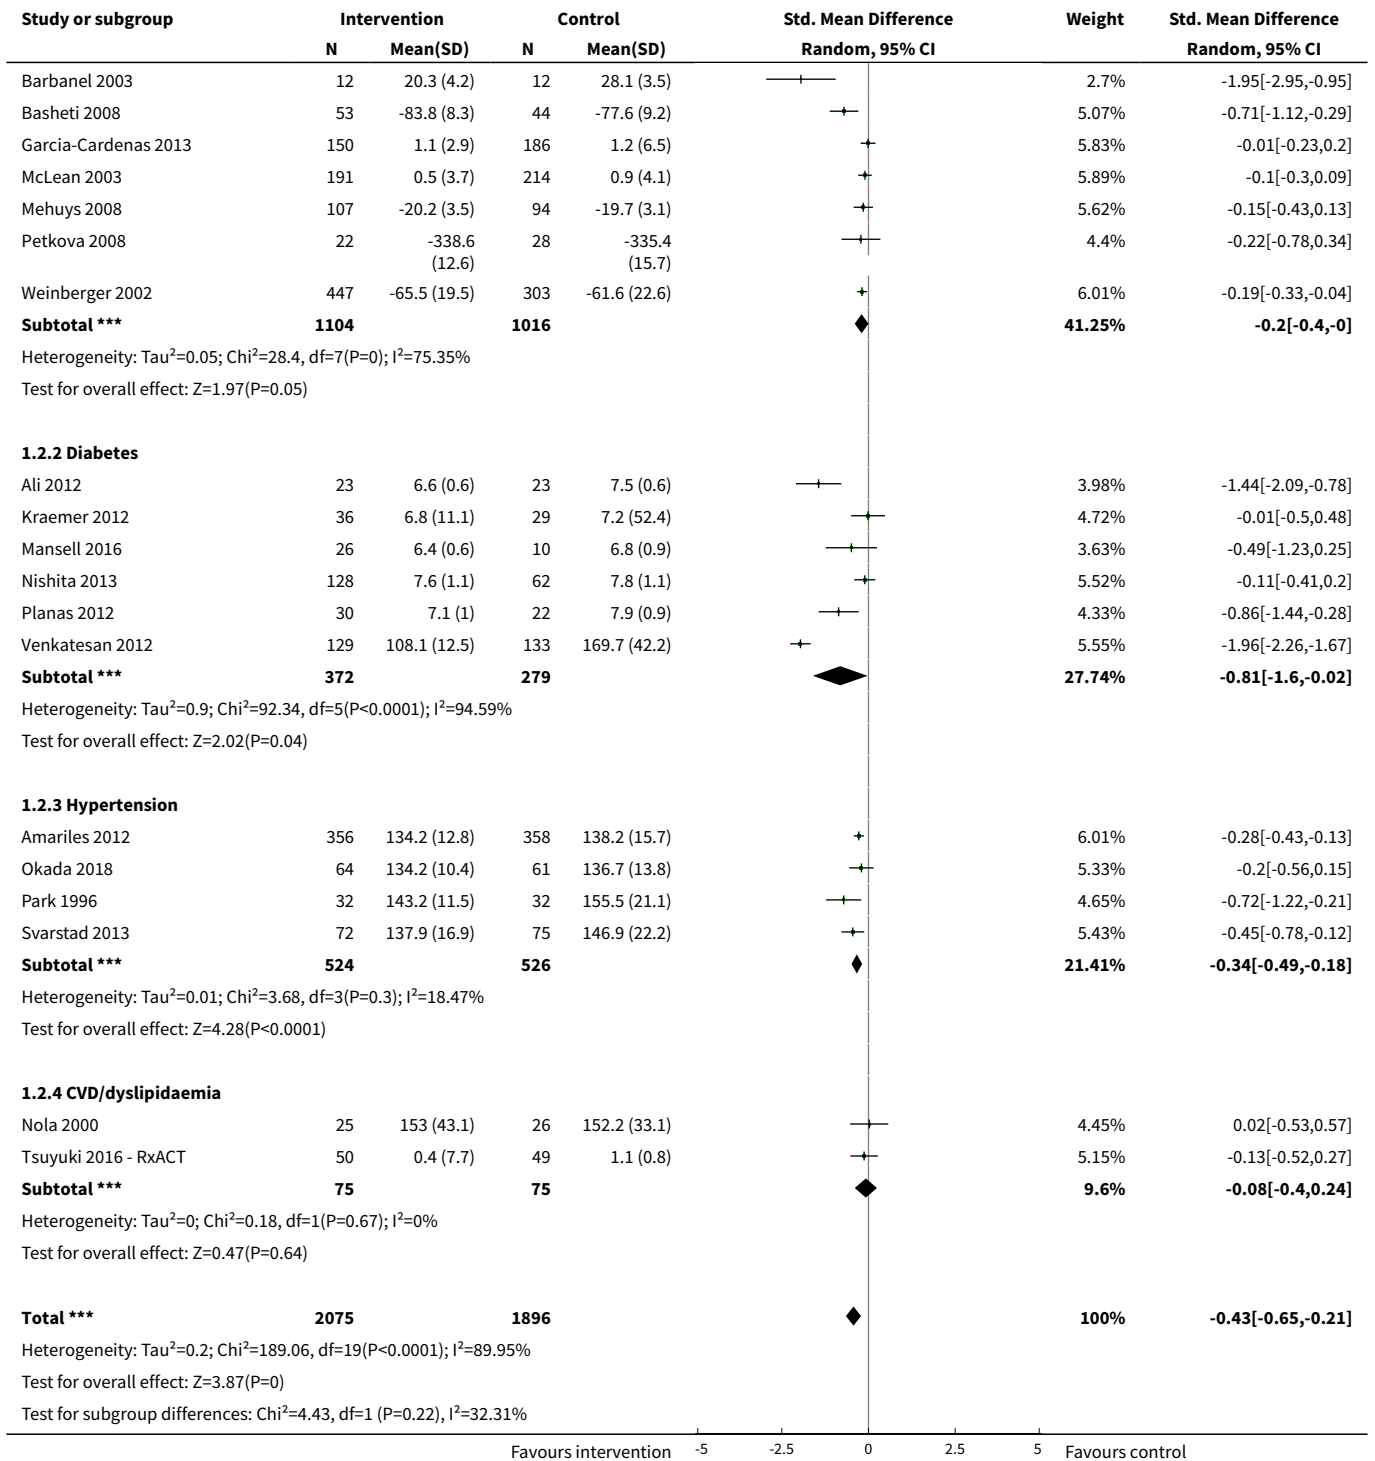 Study or subgroup Intervention Control Std. Mean Difference Weight Std. Mean Difference
N Mean(SD) N Mean(SD) Random, 95% CI Random, 95% CI
Barbanel 2003 12 20.3 (4.2) 12 28.1 (3.5) 2.7% -1.95[-2.95,-0.95]
Basheti 2008 53 -83.8 (8.3) 44 -77.6 (9.2) 5.07% -0.71[-1.12,-0.29]
Garcia-Cardenas 2013 150 1.1 (2.9) 186 1.2 (6.5) 5.83% -0.01[-0.23,0.2]
McLean 2003 191 0.5 (3.7) 214 0.9 (4.1) 5.89% -0.1[-0.3,0.09]
Mehuys 2008 107 -20.2 (3.5) 94 -19.7 (3.1) 5.62% -0.15[-0.43,0.13]
Petkova 2008 22 -338.6 28 -335.4 4.4% -0.22[-0.78,0.34]
(12.6) (15.7)
Weinberger 2002 447 -65.5 (19.5) 303 -61.6 (22.6) 6.01% -0.19[-0.33,-0.04]
Subtotal *** 1104 1016 41.25% -0.2[-0.4,-0]
Heterogeneity: Tau²=0.05; Chi²=28.4, df=7(P=0); I²=75.35%
Test for overall effect: Z=1.97(P=0.05)
1.2.2 Diabetes
Ali 2012 23 6.6 (0.6) 23 7.5 (0.6) 3.98% -1.44[-2.09,-0.78]
Kraemer 2012 36 6.8 (11.1) 29 7.2 (52.4) 4.72% -0.01[-0.5,0.48]
Mansell 2016 26 6.4 (0.6) 10 6.8 (0.9) 3.63% -0.49[-1.23,0.25]
Nishita 2013 128 7.6 (1.1) 62 7.8 (1.1) 5.52% -0.11[-0.41,0.2]
Planas 2012 30 7.1 (1) 22 7.9 (0.9) 4.33% -0.86[-1.44,-0.28]
Venkatesan 2012 129 108.1 (12.5) 133 169.7 (42.2) 5.55% -1.96[-2.26,-1.67]
Subtotal *** 372 279 27.74% -0.81[-1.6,-0.02]
Heterogeneity: Tau²=0.9; Chi²=92.34, df=5(P<0.0001); I²=94.59%
Test for overall effect: Z=2.02(P=0.04)
1.2.3 Hypertension
Amariles 2012 356 134.2 (12.8) 358 138.2 (15.7) 6.01% -0.28[-0.43,-0.13]
Okada 2018 64 134.2 (10.4) 61 136.7 (13.8) 5.33% -0.2[-0.56,0.15]
Park 1996 32 143.2 (11.5) 32 155.5 (21.1) 4.65% -0.72[-1.22,-0.21]
Svarstad 2013 72 137.9 (16.9) 75 146.9 (22.2) 5.43% -0.45[-0.78,-0.12]
Subtotal *** 524 526 21.41% -0.34[-0.49,-0.18]
Heterogeneity: Tau²=0.01; Chi²=3.68, df=3(P=0.3); I²=18.47%
Test for overall effect: Z=4.28(P<0.0001)
1.2.4 CVD/dyslipidaemia
Nola 2000 25 153 (43.1) 26 152.2 (33.1) 4.45% 0.02[-0.53,0.57]
Tsuyuki 2016 - RxACT 50 0.4 (7.7) 49 1.1 (0.8) 5.15% -0.13[-0.52,0.27]
Subtotal *** 75 75 9.6% -0.08[-0.4,0.24]
Heterogeneity: Tau²=0; Chi²=0.18, df=1(P=0.67); I²=0%
Test for overall effect: Z=0.47(P=0.64)
Total *** 2075 1896 100% -0.43[-0.65,-0.21]
Heterogeneity: Tau²=0.2; Chi²=189.06, df=19(P<0.0001); I²=89.95%
Test for overall effect: Z=3.87(P=0)
Test for subgroup differences: Chi²=4.43, df=1 (P=0.22), I²=32.31%
Favours intervention -5 -2.5 0 2.5 5 Favours control